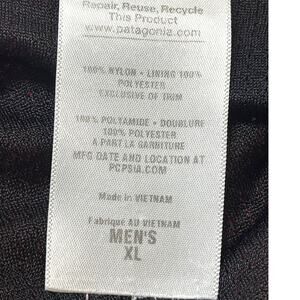 Repair, Reuse, Recycle
This Product
www.patagonia.com
100% NYLON • LINING 100%
POLYESTER
EXCLUSIVE OF TRIM
100% POLYAMIDE • DOUBLURE
100% POLYESTER
A PART LA GARNITURE
MFG DATE AND LOCATION AT
PCPSIA.COM
Made in VIETNAM
Fabriqué AU VIETNAM
MEN'S
XL